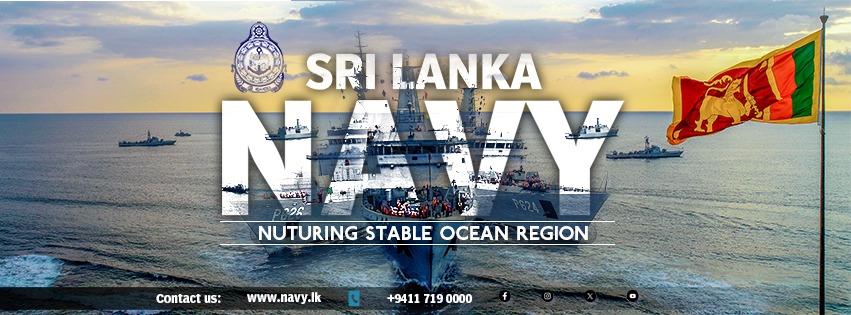 SRI LANKA
NAVY
P626
P624
NUTURING STABLE OCEAN REGION
Contact us: www.navy.lk +9411 719 0000